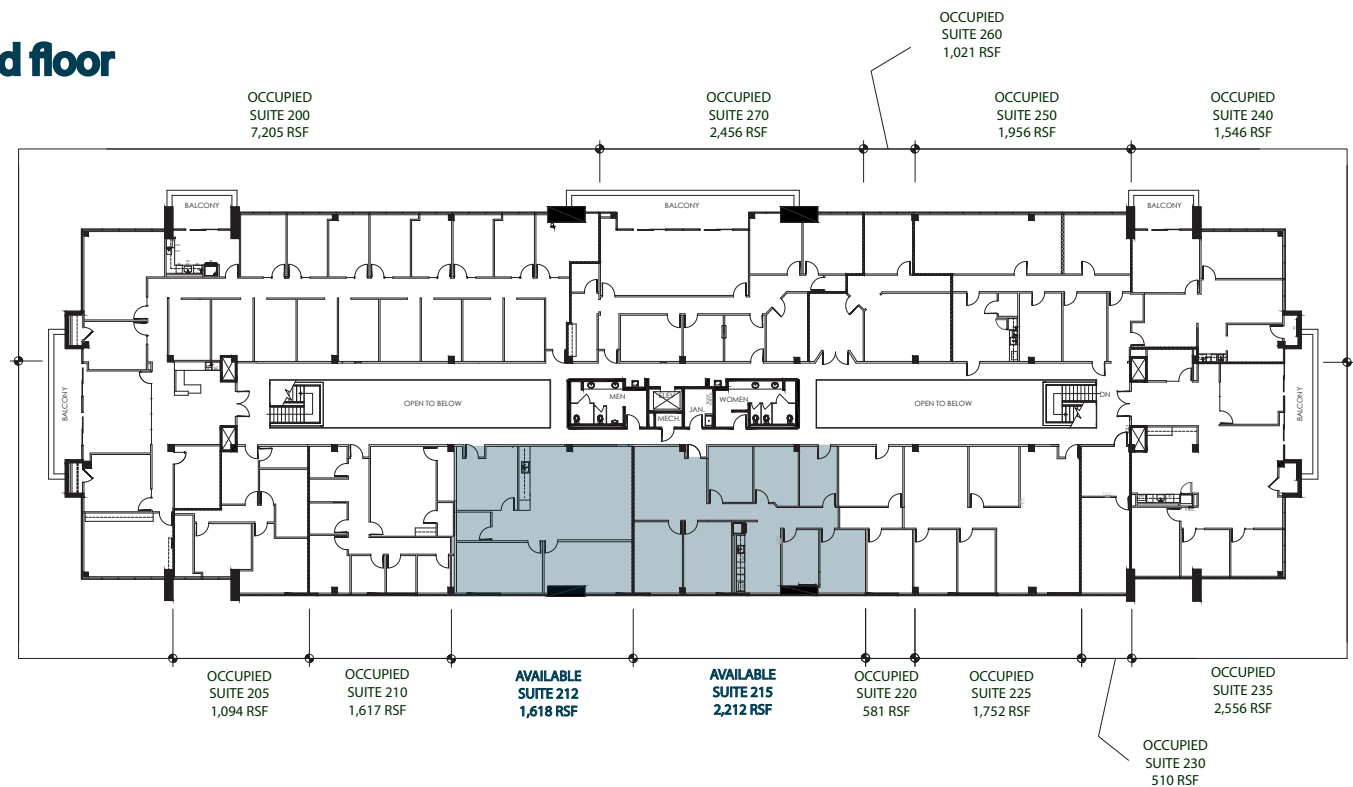 d floor
OCCUPIED
SUITE 260
1,021 RSF
OCCUPIED
SUITE 200
7,205 RSF
OCCUPIED
SUITE 270
2,456 RSF
OCCUPIED
SUITE 250
1,956 RSF
OCCUPIED
SUITE 240
1,546 RSF
BALCONY
BALCONY
BALCONY
BALCONY
BALCONY
OPEN TO BELOW
MEN
ELEV.
MECH.
JAN.
WOMEN
OPEN TO BELOW
DN
OCCUPIED
SUITE 205
1,094 RSF
OCCUPIED
SUITE 210
1,617 RSF
AVAILABLE
SUITE 212
1,618 RSF
AVAILABLE
SUITE 215
2,212 RSF
OCCUPIED
SUITE 220
581 RSF
OCCUPIED
SUITE 225
1,752 RSF
OCCUPIED
SUITE 235
2,556 RSF
OCCUPIED
SUITE 230
510 RSF